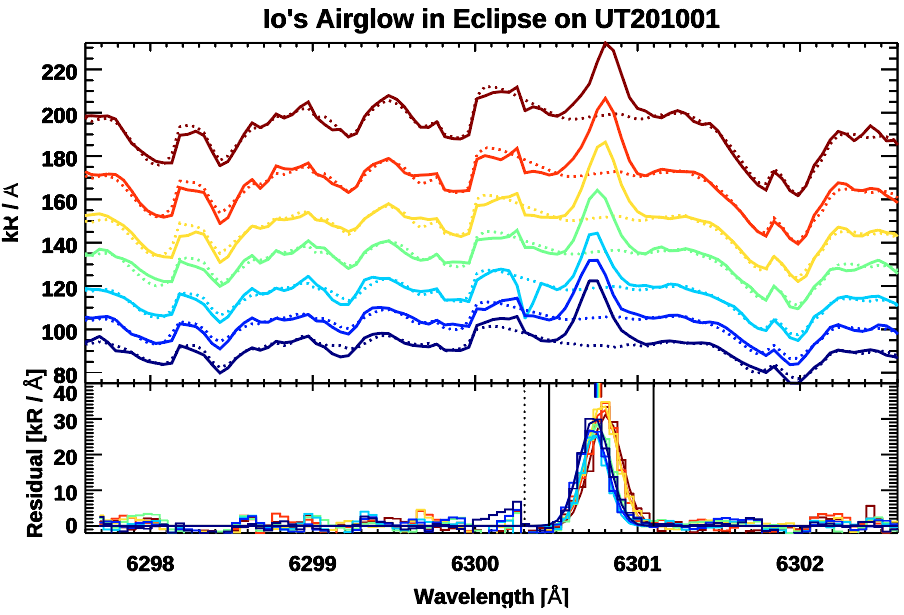 Io's Airglow in Eclipse on UT201001
kR / Å
220
200
180
160
140
120
100
80
Residual [kR / Å]
40
30
20
10
0
6298 6299 6300 6301 6302
Wavelength [Å]